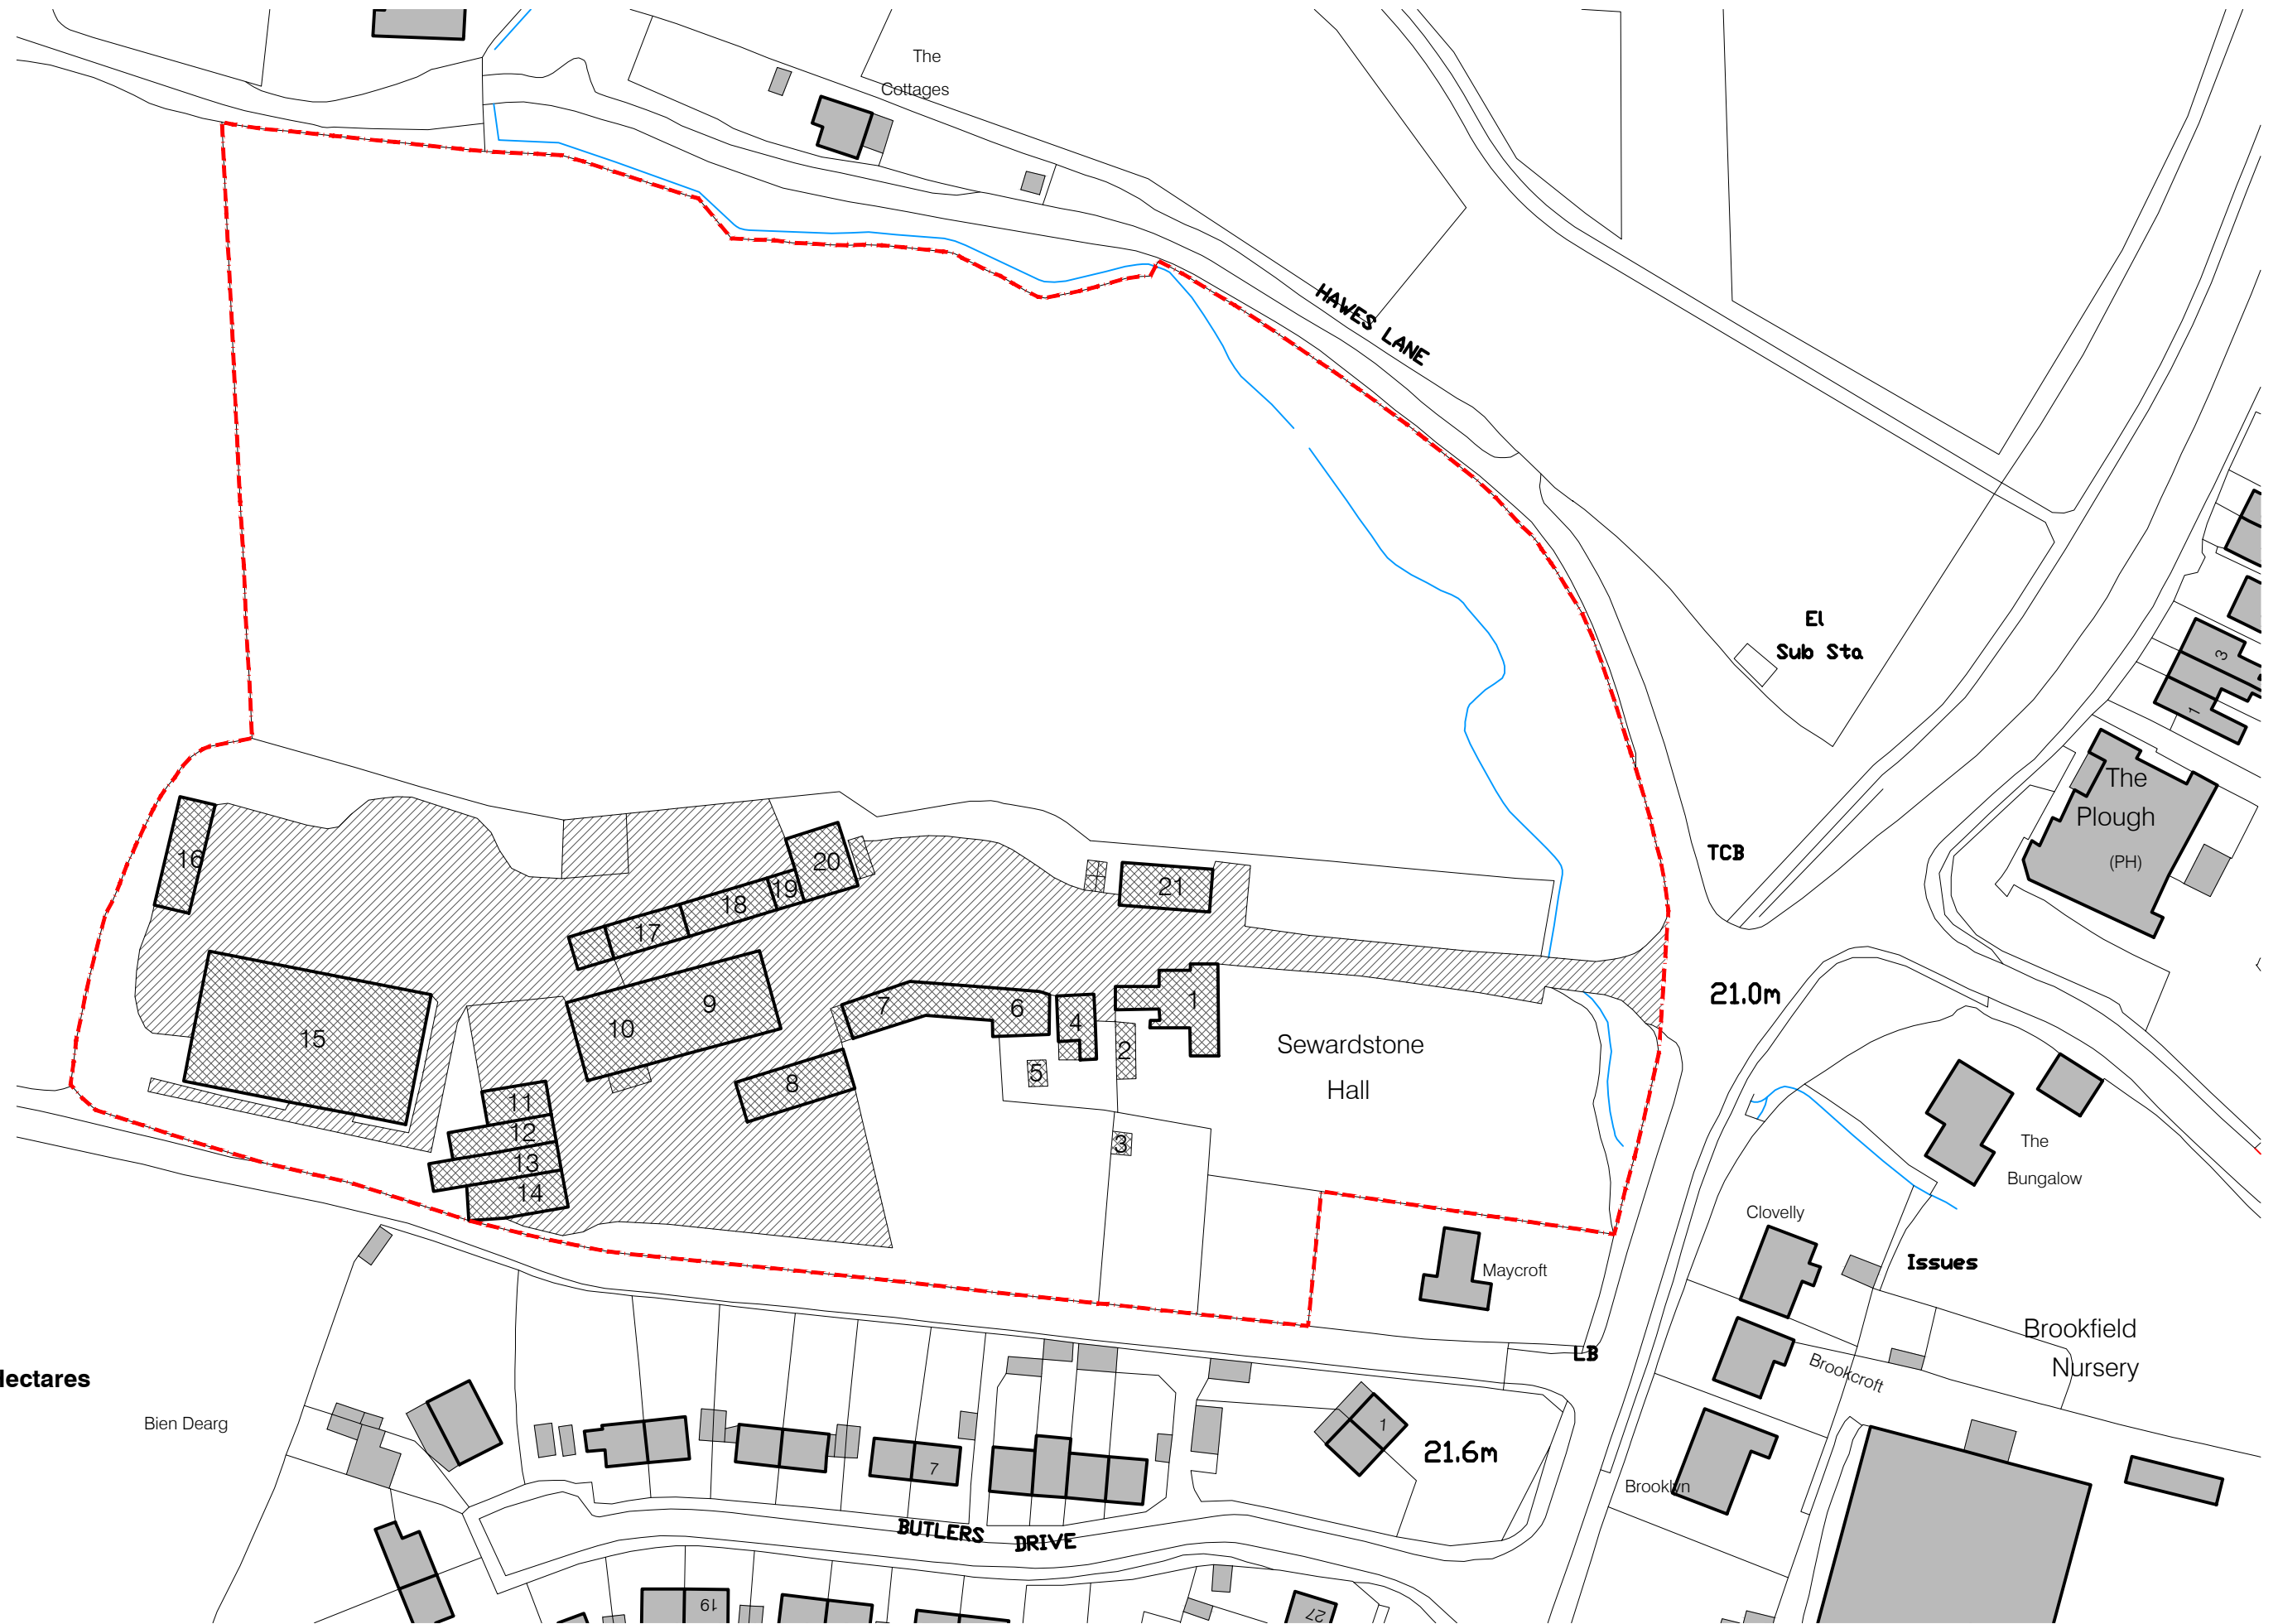 The
Cottages
HAWES LANE
El
Sub Sta
3
1
The
Plough
(PH)
TCB
16
20
19
18
17
21
21.0m
9
10
7
6
4
1
15
Sewardstone
Hall
2
5
8
11
12
13
14
3
The
Bungalow
Clovelly
Issues
Maycroft
Brookfield
Nursery
LB
Brookcroft
Hectares
Bien Dearg
1
21.6m
7
Brooklyn
BUTLERS DRIVE
19
27